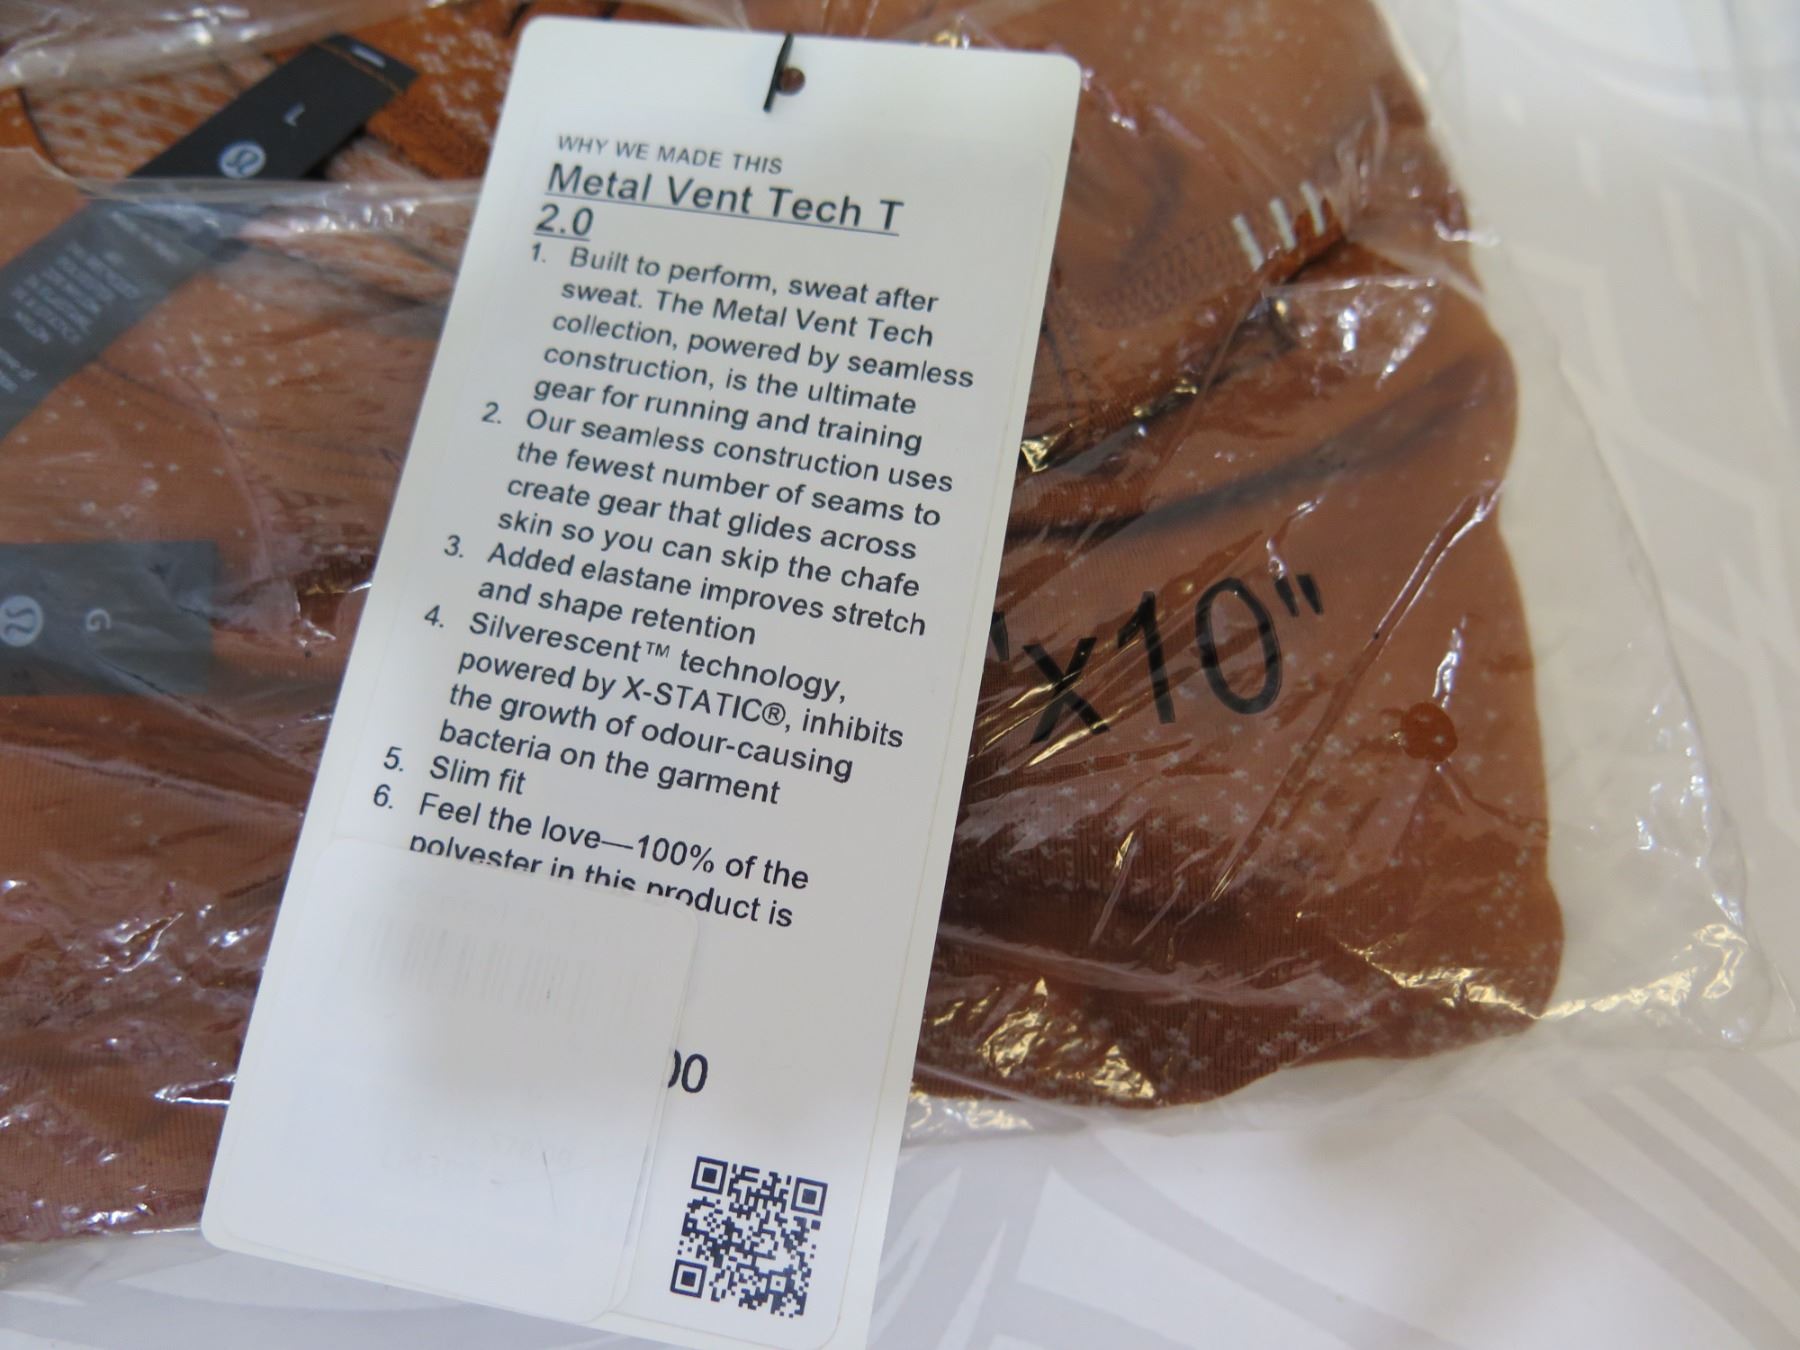 WHY WE MADE THIS
Metal Vent Tech T
2.0
1. Built to perform, sweat after
sweat. The Metal Vent Tech
collection, powered by seamless
construction, is the ultimate
gear for running and training
2. Our seamless construction uses
the fewest number of seams to
create gear that glides across
skin so you can skip the chafe
3. Added elastane improves stretch
and shape retention
4. Silverescent™ technology,
powered by X-STATIC®, inhibits
the growth of odour-causing
bacteria on the garment
5. Slim fit
6. Feel the love—100% of the
polyester in this product is
00
"x10"
L
G